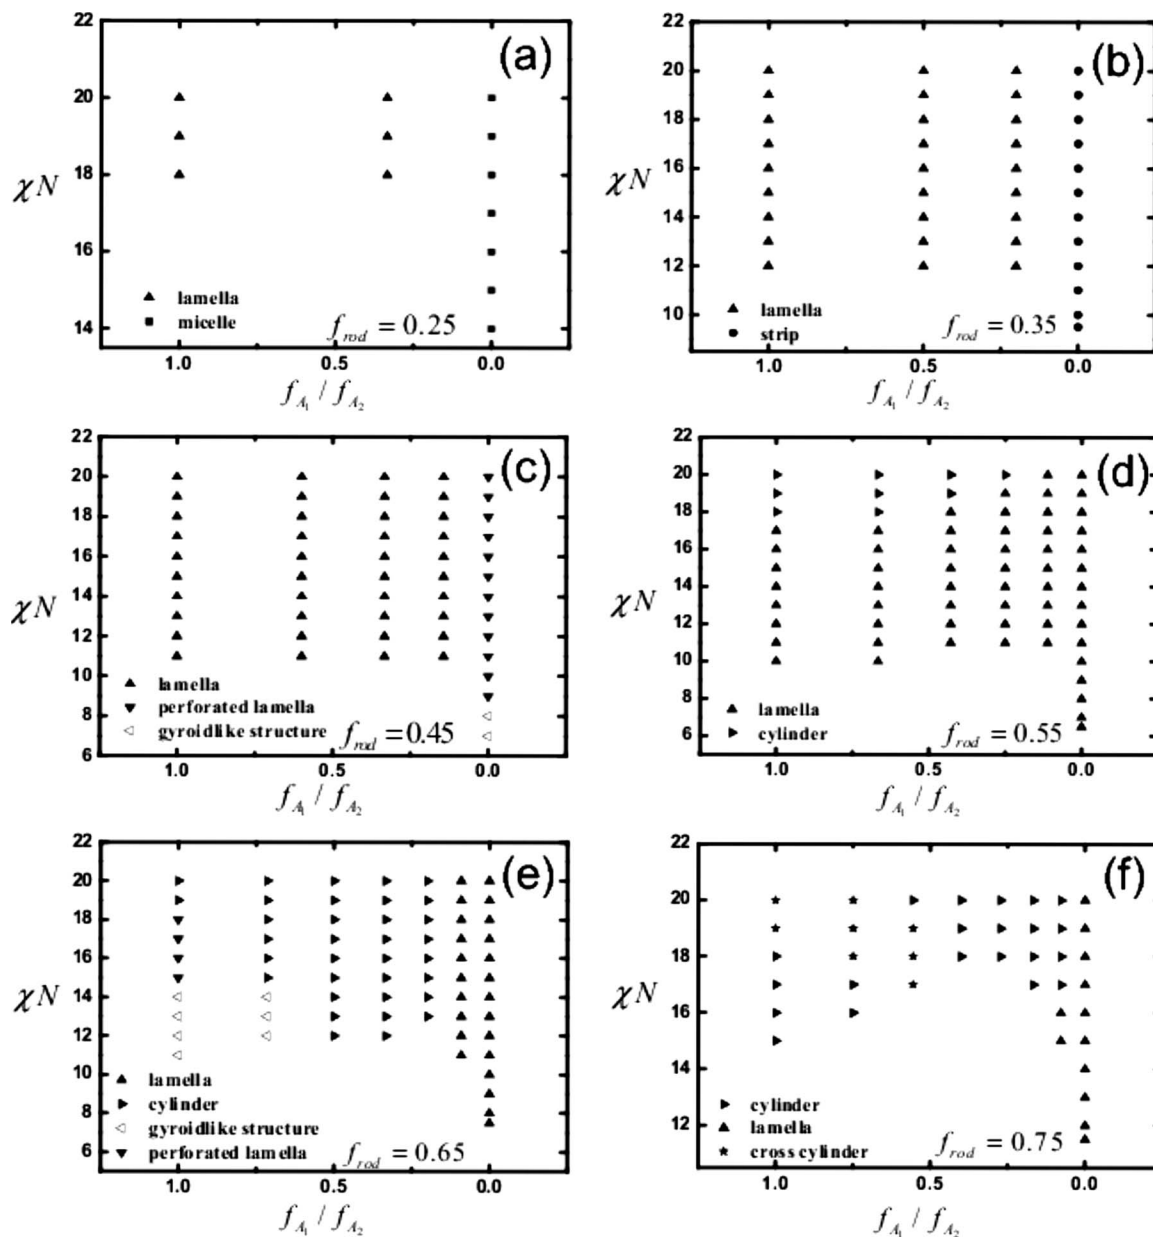 22
(a)
20
18
χN
16
lamella
micelle
f_rod = 0.25
14
1.0 0.5 0.0
f_A1 / f_A2
22
(b)
20
18
16
χN
14
12
lamella
10
strip
f_rod = 0.35
1.0 0.5 0.0
f_A1 / f_A2
22
(c)
20
18
16
χN
14
12
10
lamella
perforated lamella
8
gyroidlike structure
f_rod = 0.45
6
1.0 0.5 0.0
f_A1 / f_A2
22
(d)
20
18
16
14
χN
12
10
lamella
8
cylinder
f_rod = 0.55
6
1.0 0.5 0.0
f_A1 / f_A2
22
(e)
20
18
16
χN
14
12
10
lamella
cylinder
8
gyroidlike structure
6
perforated lamella
f_rod = 0.65
1.0 0.5 0.0
f_A1 / f_A2
22
(f)
20
18
χN
16
14
cylinder
12
lamella
cross cylinder
f_rod = 0.75
1.0 0.5 0.0
f_A1 / f_A2